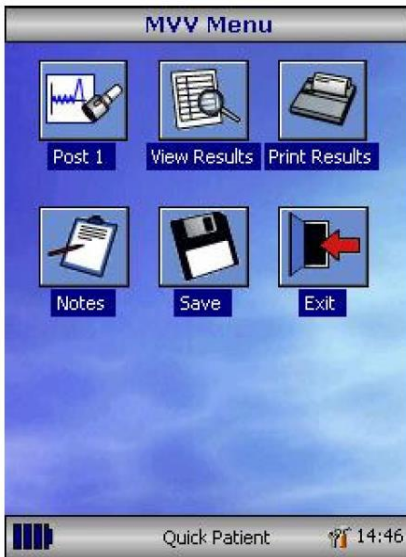 MVV Menu
Post 1 View Results Print Results
Notes Save Exit
Quick Patient 14:46